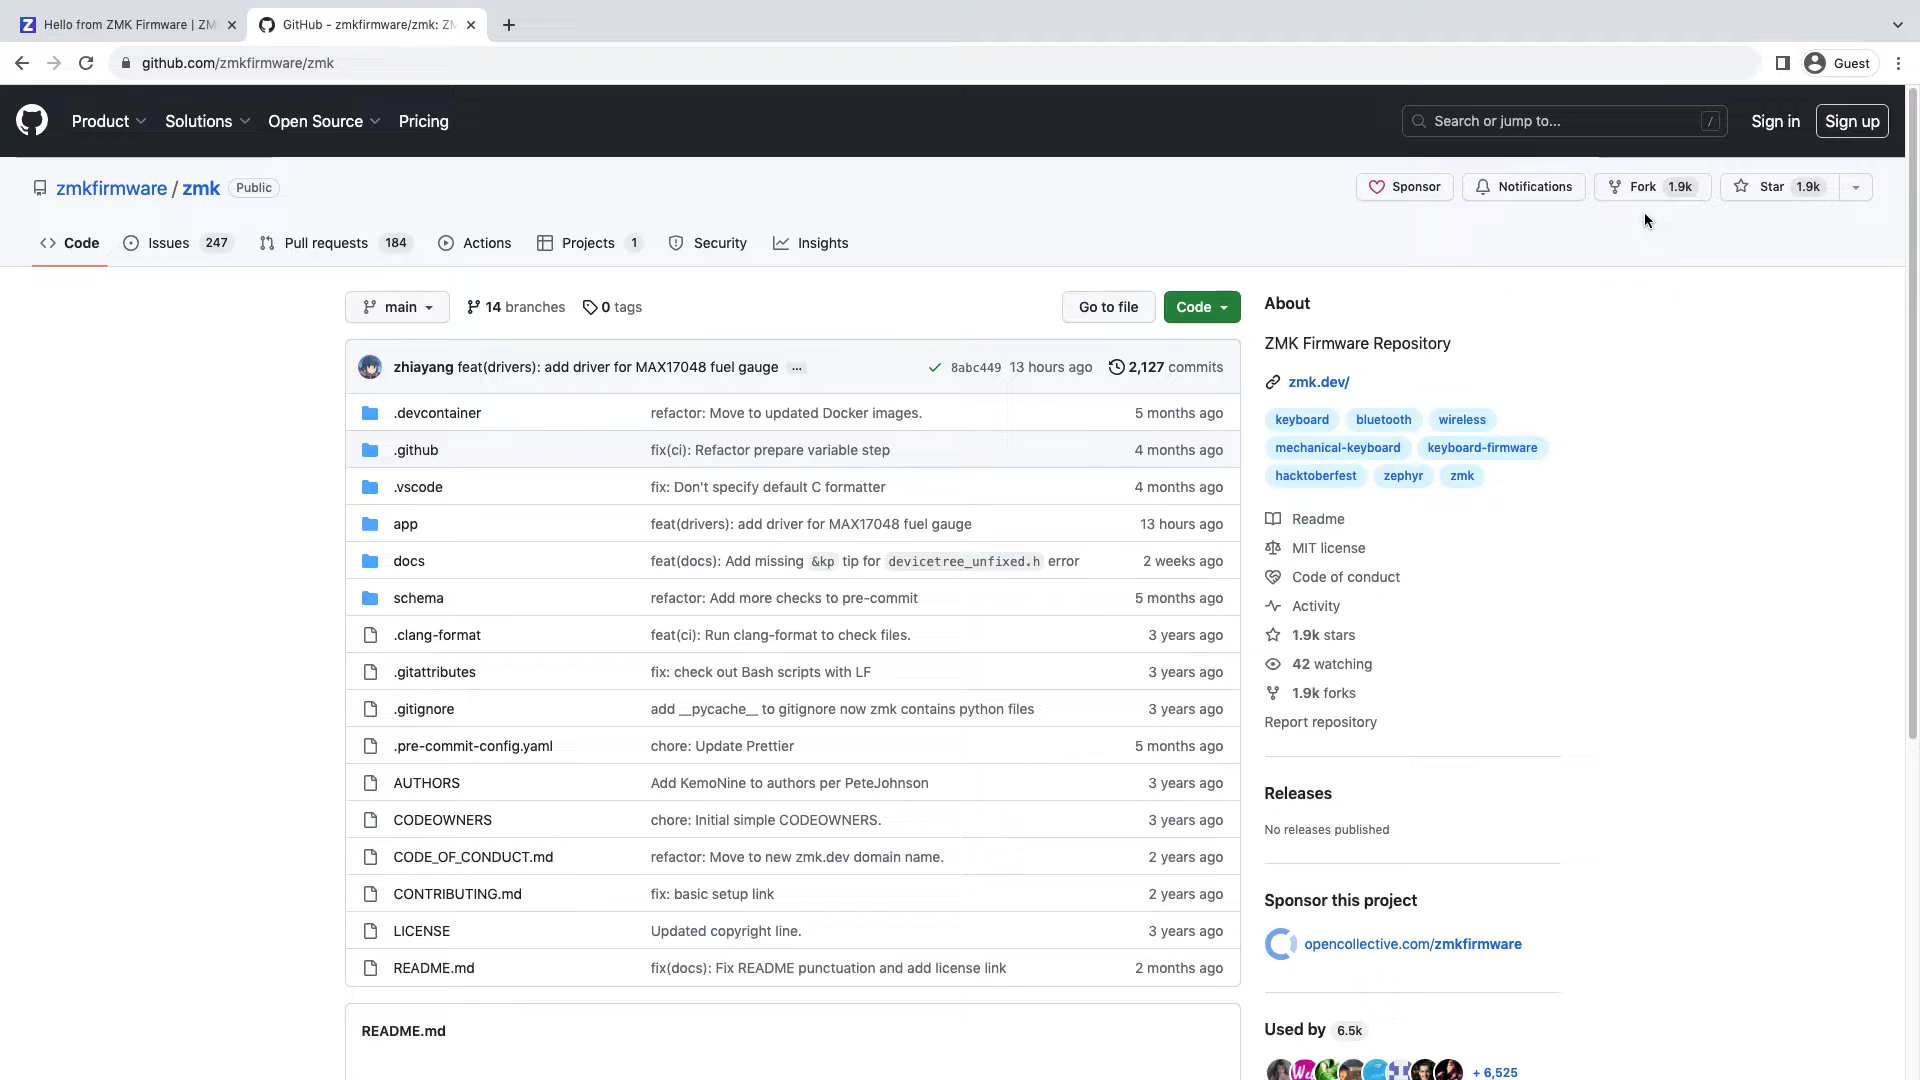 Hello from ZMK Firmware | ZM
GitHub - zmkfirmware/zmk: ZM
github.com/zmkfirmware/zmk
Guest
Product
Solutions
Open Source
Pricing
Search or jump to...
/
Sign in
Sign up
zmkfirmware / zmk
Public
Sponsor
Notifications
Fork 1.9k
Star 1.9k
Code
Issues 247
Pull requests 184
Actions
Projects 1
Security
Insights
main
14 branches
0 tags
Go to file
Code
zhiayang feat(drivers): add driver for MAX17048 fuel gauge ... 8abc449 13 hours ago 2,127 commits
.devcontainer refactor: Move to updated Docker images. 5 months ago
.github fix(ci): Refactor prepare variable step 4 months ago
.vscode fix: Don't specify default C formatter 4 months ago
app feat(drivers): add driver for MAX17048 fuel gauge 13 hours ago
docs feat(docs): Add missing &kp tip for devicetree_unfixed.h error 2 weeks ago
schema refactor: Add more checks to pre-commit 5 months ago
.clang-format feat(ci): Run clang-format to check files. 3 years ago
.gitattributes fix: check out Bash scripts with LF 3 years ago
.gitignore add __pycache__ to gitignore now zmk contains python files 3 years ago
.pre-commit-config.yaml chore: Update Prettier 5 months ago
AUTHORS Add KemoNine to authors per PeteJohnson 3 years ago
CODEOWNERS chore: Initial simple CODEOWNERS. 3 years ago
CODE_OF_CONDUCT.md refactor: Move to new zmk.dev domain name. 2 years ago
CONTRIBUTING.md fix: basic setup link 2 years ago
LICENSE Updated copyright line. 3 years ago
README.md fix(docs): Fix README punctuation and add license link 2 months ago
README.md
About
ZMK Firmware Repository
zmk.dev/
keyboard bluetooth wireless
mechanical-keyboard keyboard-firmware
hacktoberfest zephyr zmk
Readme
MIT license
Code of conduct
Activity
1.9k stars
42 watching
1.9k forks
Report repository
Releases
No releases published
Sponsor this project
opencollective.com/zmkfirmware
Used by 6.5k
+ 6,525